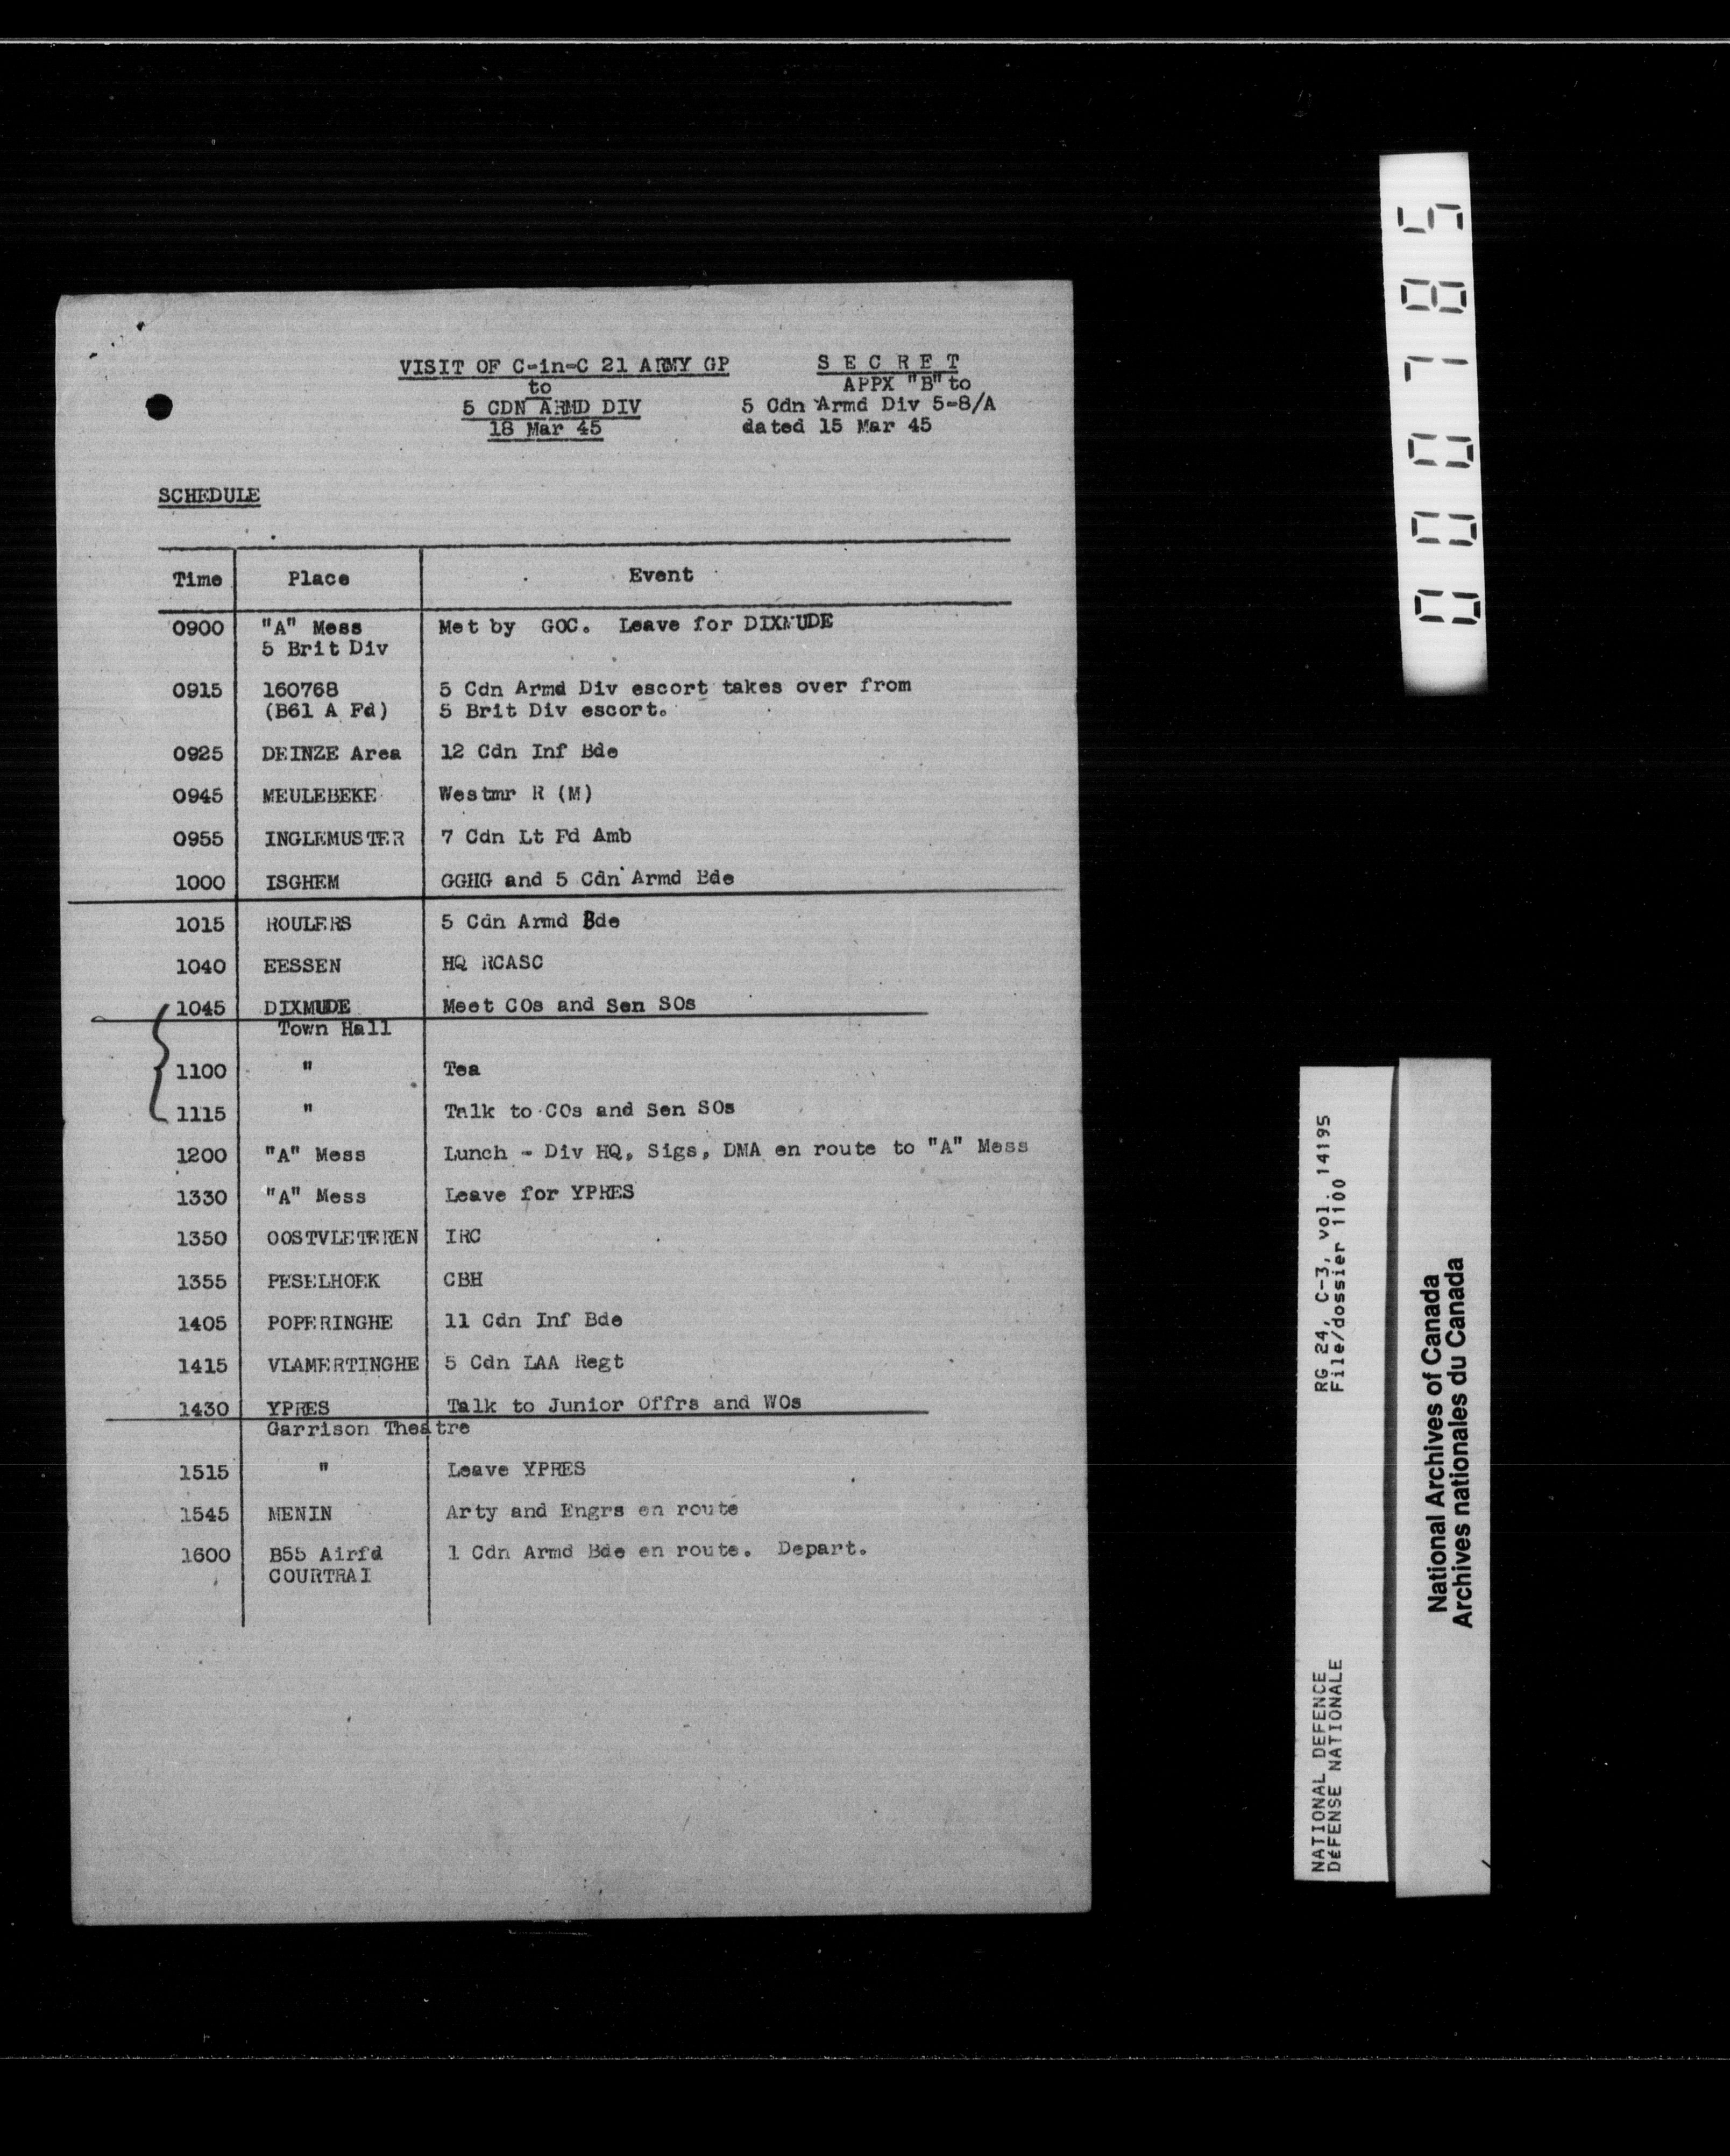 VISIT OF C-in-C 21 ARMY GP
to
5 CDN ARMD DIV
18 Mar 45
S E C R E T
APPX "B" to
5 Cdn Armd Div 5-8/A
dated 15 Mar 45
SCHEDULE
Time Place Event
0900 "A" Mess Met by GOC. Leave for DIXMUDE
5 Brit Div
0915 160768 5 Cdn Armd Div escort takes over from
(B61 A Fd) 5 Brit Div escort.
0925 DEINZE Area 12 Cdn Inf Bde
0945 MEULEBEKE Westmr R (M)
0955 INGLEMUSTER 7 Cdn Lt Fd Amb
1000 ISGHEM GGHG and 5 Cdn Armd Bde
1015 ROULERS 5 Cdn Armd Bde
1040 EESSEN HQ RCASC
1045 DIXMUDE Meet COs and Sen SOs
Town Hall
1100 " Tea
1115 " Talk to COs and Sen SOs
1200 "A" Mess Lunch - Div HQ, Sigs, DMA en route to "A" Mess
1330 "A" Mess Leave for YPRES
1350 OOSTVLETEREN IRC
1355 PESELHOEK CBH
1405 POPERINGHE 11 Cdn Inf Bde
1415 VLAMERTINGHE 5 Cdn LAA Regt
1430 YPRES Talk to Junior Offrs and WOs
Garrison Theatre
1515 " Leave YPRES
1545 MENIN Arty and Engrs en route
1600 B55 Airfd 1 Cdn Armd Bde en route. Depart.
COURTRAI
000785
NATIONAL DEFENCE RG 24, C-3, vol. 14195
DÉFENSE NATIONALE File/dossier 1100
National Archives of Canada
Archives nationales du Canada